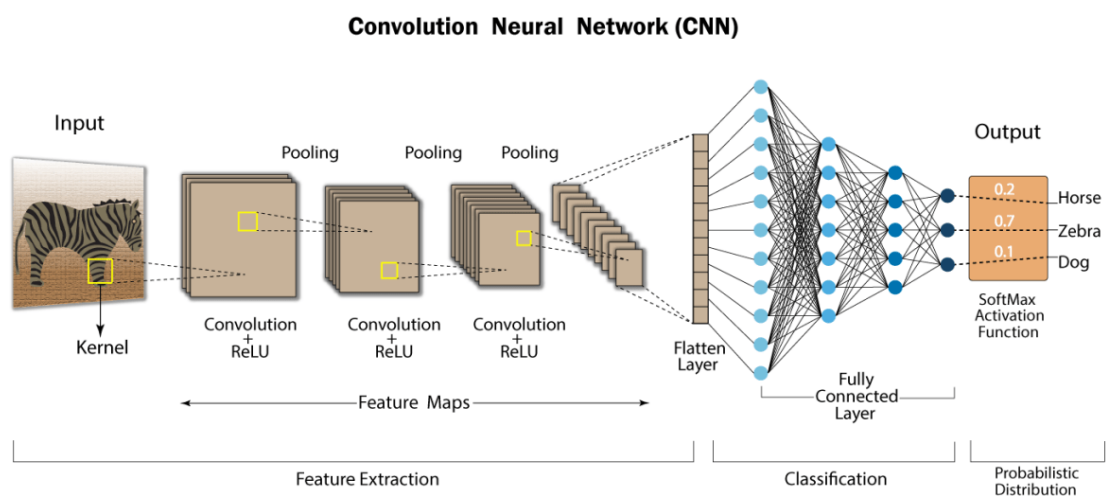 Convolution Neural Network (CNN)
Input
Pooling
Pooling
Pooling
Output
0.2
Horse
0.7
Zebra
0.1
Dog
SoftMax
Activation
Function
Kernel
Convolution
+
ReLU
Convolution
+
ReLU
Convolution
+
ReLU
Flatten
Layer
Fully
Connected
Layer
Feature Maps
Feature Extraction
Classification
Probabilistic
Distribution